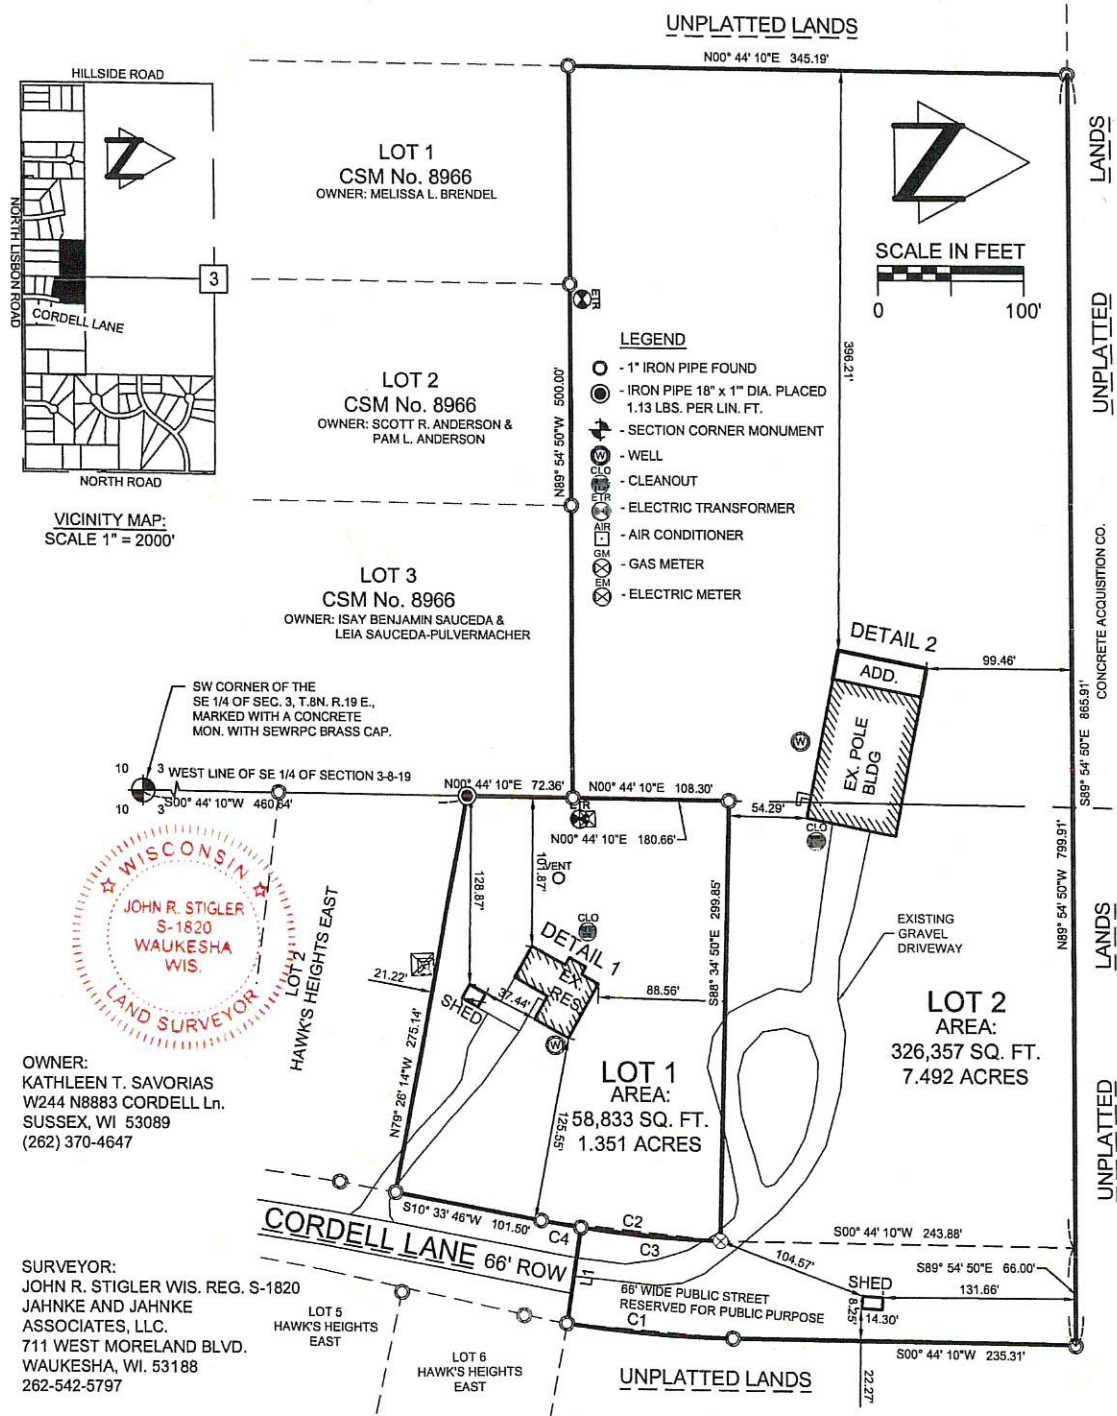 UNPLATTED LANDS
N00° 44' 10"E 345.19'
HILLSIDE ROAD
NORTH LISBON ROAD
3
CORDELL LANE
NORTH ROAD
VICINITY MAP:
SCALE 1" = 2000'
LOT 1
CSM No. 8966
OWNER: MELISSA L. BRENDEL
LOT 2
CSM No. 8966
OWNER: SCOTT R. ANDERSON &
PAM L. ANDERSON
LOT 3
CSM No. 8966
OWNER: ISAY BENJAMIN SAUCEDA &
LEIA SAUCEDA-PULVERMACHER
N89° 54' 50"W 500.00'
ETR
SCALE IN FEET
0 100'
LEGEND
- 1" IRON PIPE FOUND
- IRON PIPE 18" x 1'" DIA. PLACED
1.13 LBS. PER LIN. FT.
- SECTION CORNER MONUMENT
W - WELL
CLO - CLEANOUT
ETR - ELECTRIC TRANSFORMER
AIR - AIR CONDITIONER
GM - GAS METER
EM - ELECTRIC METER
396.21'
UNPLATTED LANDS
CONCRETE ACQUISITION CO.
S89° 54' 50"E 865.91'
N89° 54' 50"W 799.91'
UNPLATTED LANDS
DETAIL 2
ADD.
EX. POLE
BLDG
99.46'
W
CLO
54.29'
SW CORNER OF THE
SE 1/4 OF SEC. 3, T.8N. R.19 E.,
MARKED WITH A CONCRETE
MON. WITH SEWRPC BRASS CAP.
10 3
10 3
WEST LINE OF SE 1/4 OF SECTION 3-8-19
S00° 44' 10"W 460.64'
N00° 44' 10"E 72.36'
N00° 44' 10"E 108.30'
ETR
N00° 44' 10"E 180.66'
WISCONSIN
JOHN R. STIGLER
S-1820
WAUKESHA
WIS.
LAND SURVEYOR
LOT 2
HAWK'S HEIGHTS EAST
128.87'
101.87'
VENT
CLO
DETAIL 1
EX.
RES.
SHED
37.44'
21.22'
88.56'
W
N79° 26' 14"W 275.14'
S88° 34' 50"E 299.85'
125.55'
EXISTING
GRAVEL
DRIVEWAY
LOT 1
AREA:
58,833 SQ. FT.
1.351 ACRES
LOT 2
AREA:
326,357 SQ. FT.
7.492 ACRES
OWNER:
KATHLEEN T. SAVORIAS
W244 N8883 CORDELL Ln.
SUSSEX, WI 53089
(262) 370-4647
S10° 33' 46"W 101.50'
CORDELL LANE 66' ROW
C4
C2
C3
L1
C1
S00° 44' 10"W 243.88'
104.57'
S89° 54' 50"E 66.00'
SHED
131.66'
8.25'
14.30'
22.27'
66' WIDE PUBLIC STREET
RESERVED FOR PUBLIC PURPOSE
S00° 44' 10"W 235.31'
SURVEYOR:
JOHN R. STIGLER WIS. REG. S-1820
JAHNKE AND JAHNKE
ASSOCIATES, LLC.
711 WEST MORELAND BLVD.
WAUKESHA, WI. 53188
262-542-5797
LOT 5
HAWK'S HEIGHTS
EAST
LOT 6
HAWK'S HEIGHTS
EAST
UNPLATTED LANDS